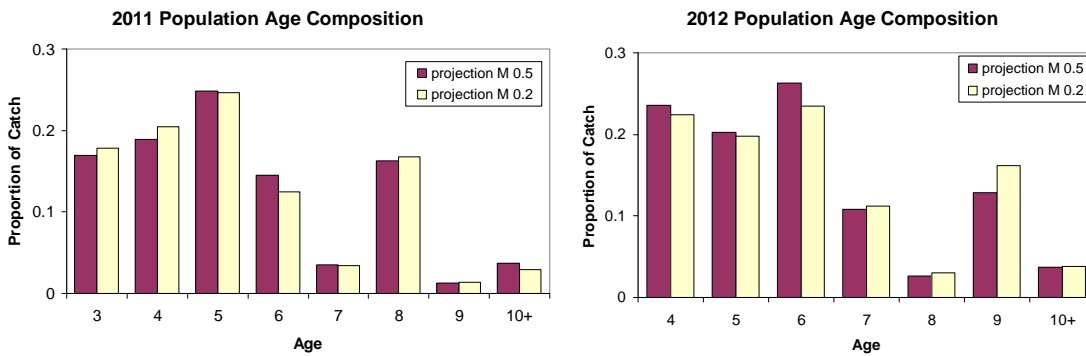 2011 Population Age Composition
0.3
0.2
0.1
0
Proportion of Catch
projection M 0.5
projection M 0.2
3 4 5 6 7 8 9 10+
Age
2012 Population Age Composition
0.3
0.2
0.1
0
Proportion of Catch
projection M 0.5
projection M 0.2
4 5 6 7 8 9 10+
Age